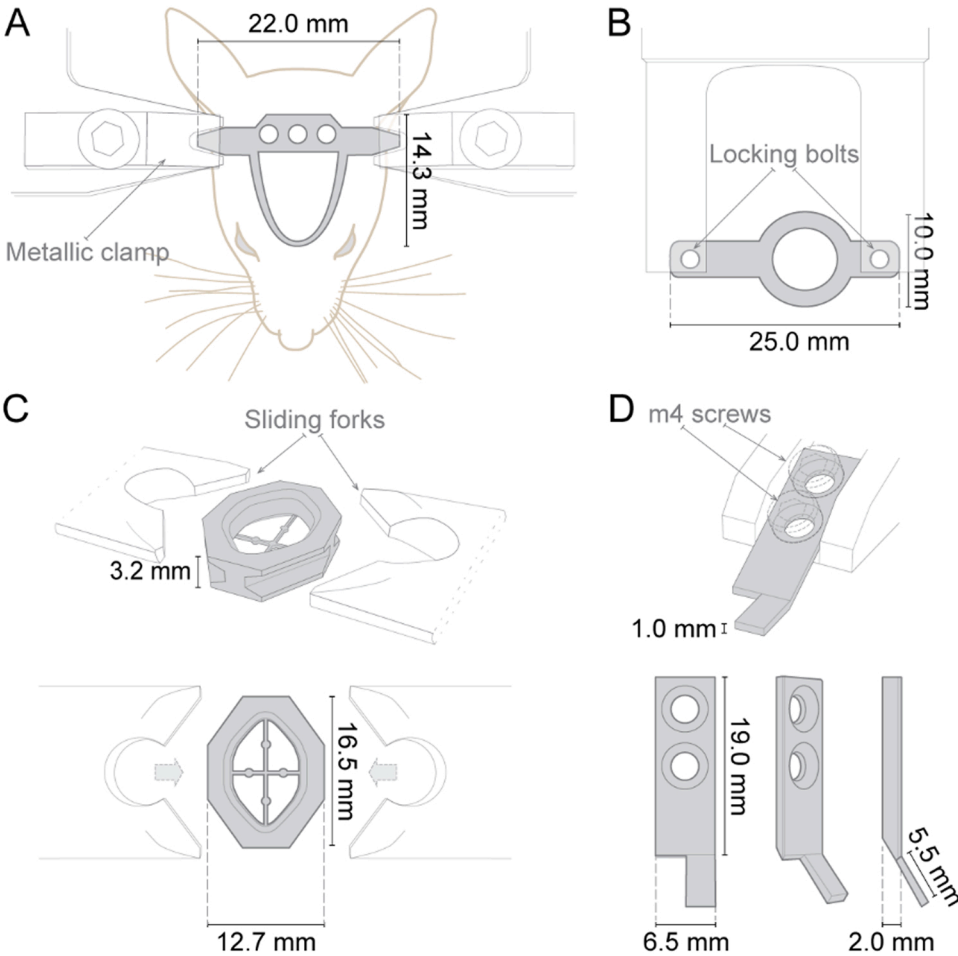 A
22.0 mm
14.3 mm
Metallic clamp
B
Locking bolts
10.0 mm
25.0 mm
C
Sliding forks
3.2 mm
16.5 mm
12.7 mm
D
m4 screws
1.0 mm
19.0 mm
5.5 mm
6.5 mm
2.0 mm